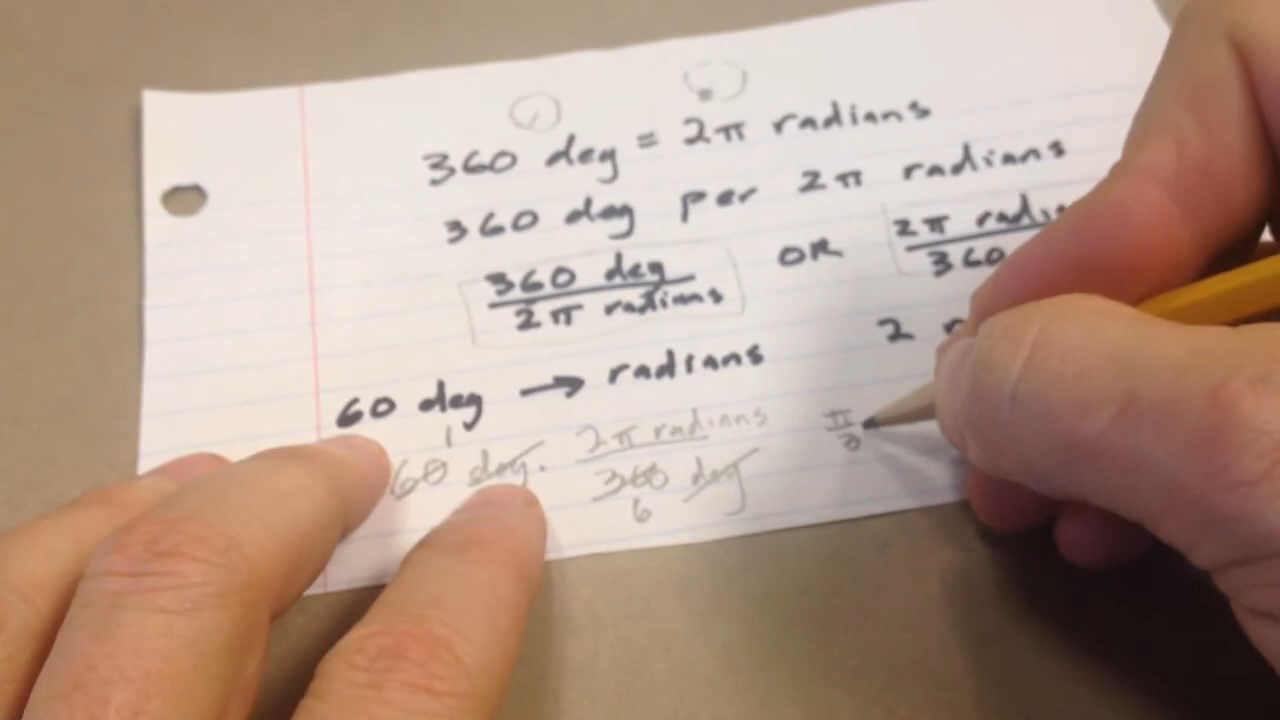 360 deg = 2π radians
360 deg per 2π radians
360 deg / 2π radians OR 2π / 360
60 deg → radians 2
60 deg. 2π radians / 360 deg π / 3
1
6